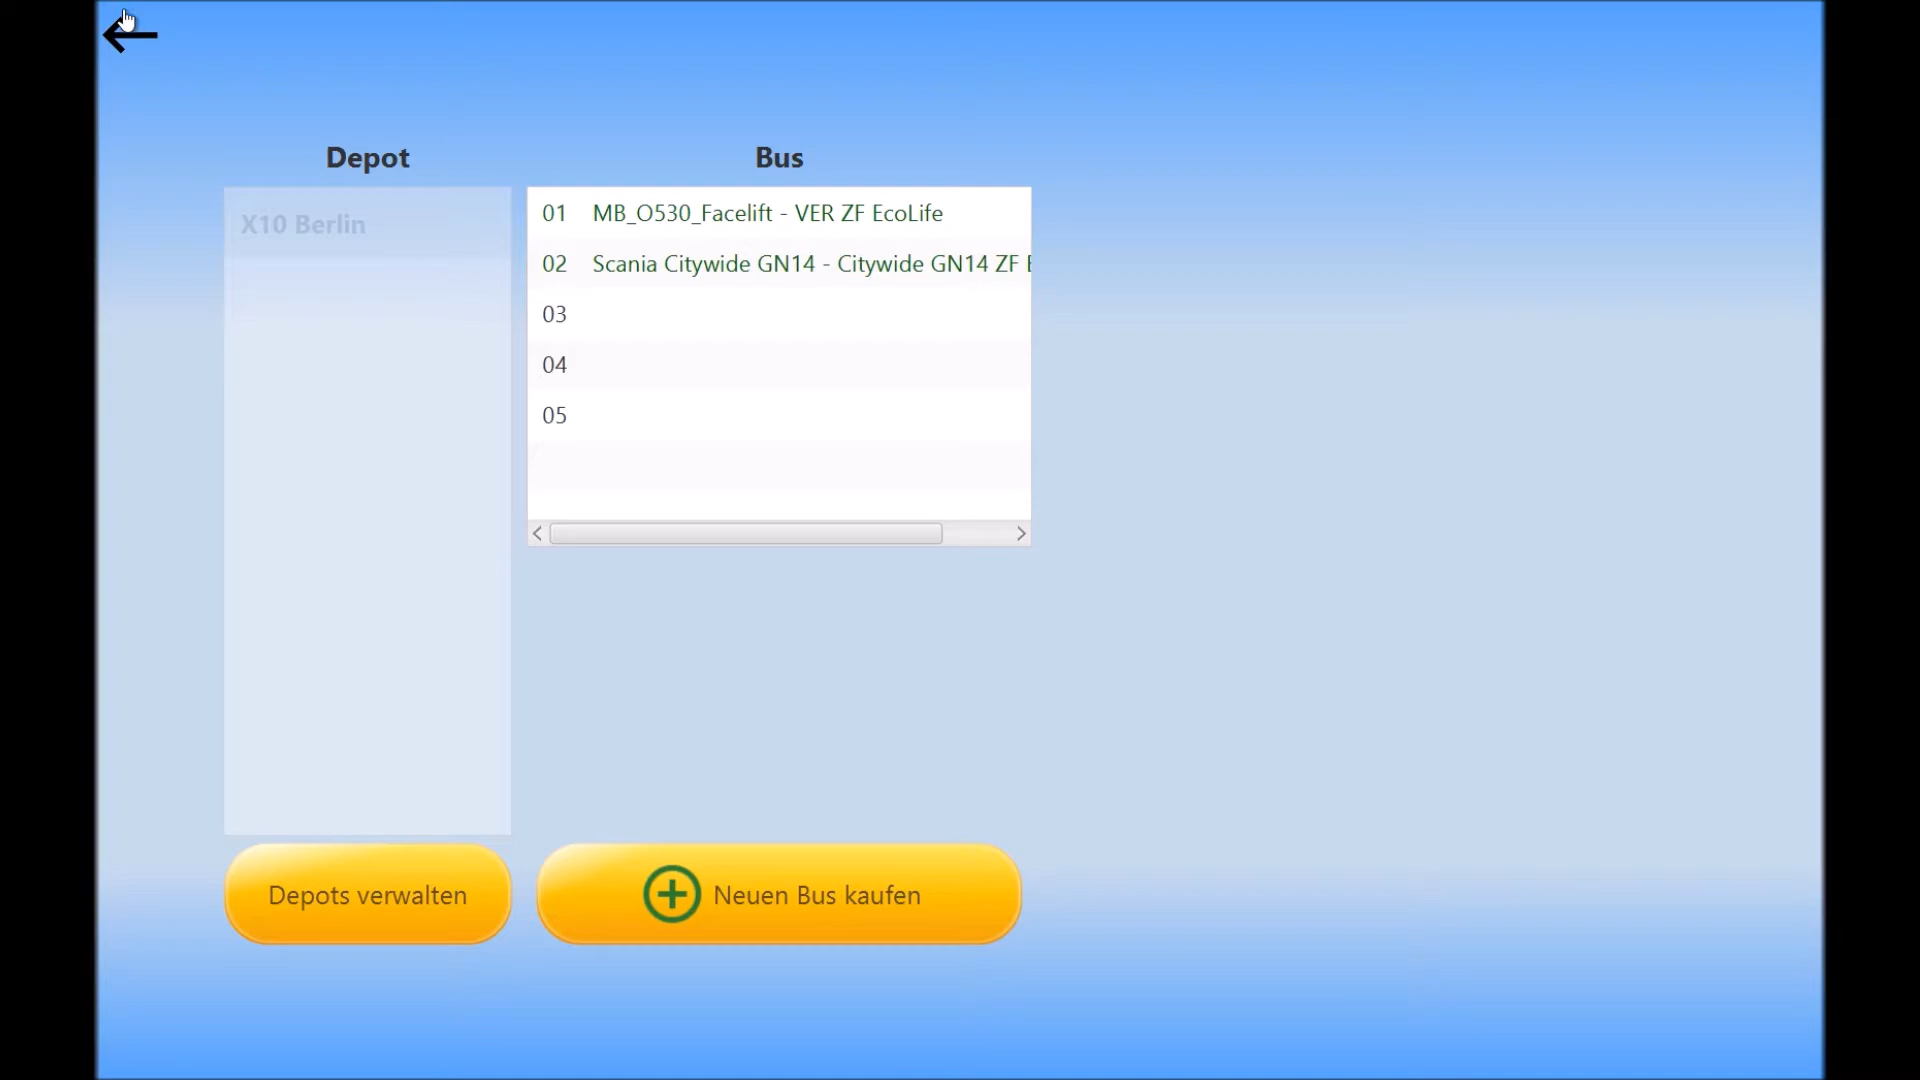 Depot
Bus
X10 Berlin
01 MB_O530_Facelift - VER ZF EcoLife
02 Scania Citywide GN14 - Citywide GN14 ZF
03
04
05
Depots verwalten
Neuen Bus kaufen